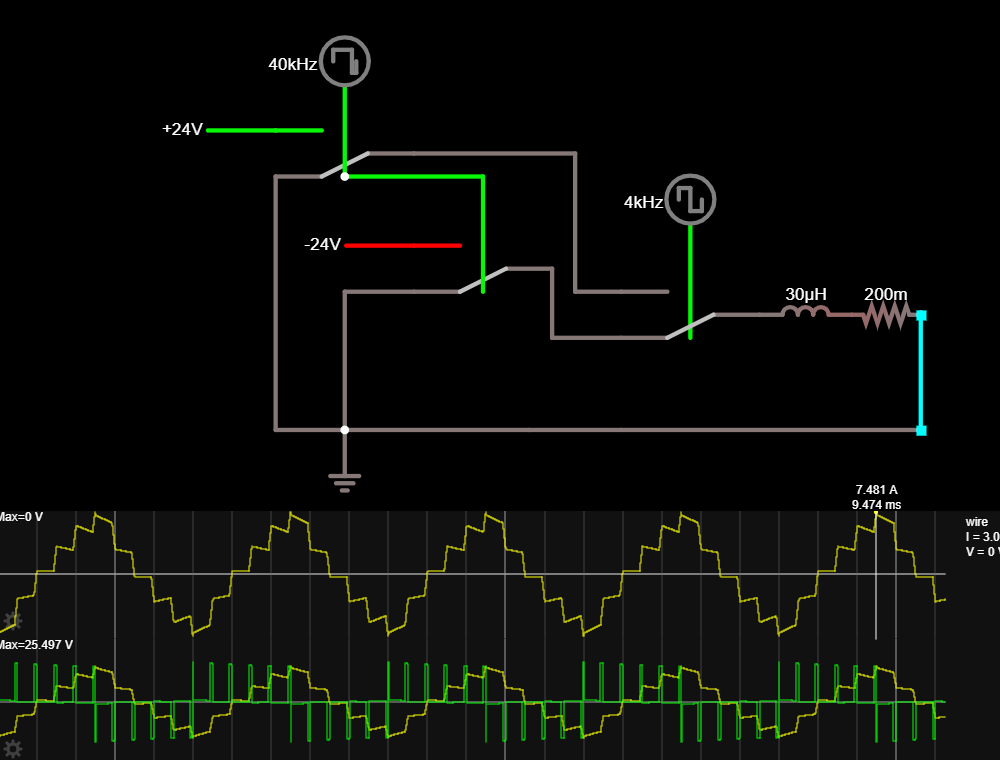 40kHz
+24V
4kHz
-24V
30µH
200m
7.481 A
9.474 ms
Max=0 V
wire
I = 3.0
V = 0 V
Max=25.497 V